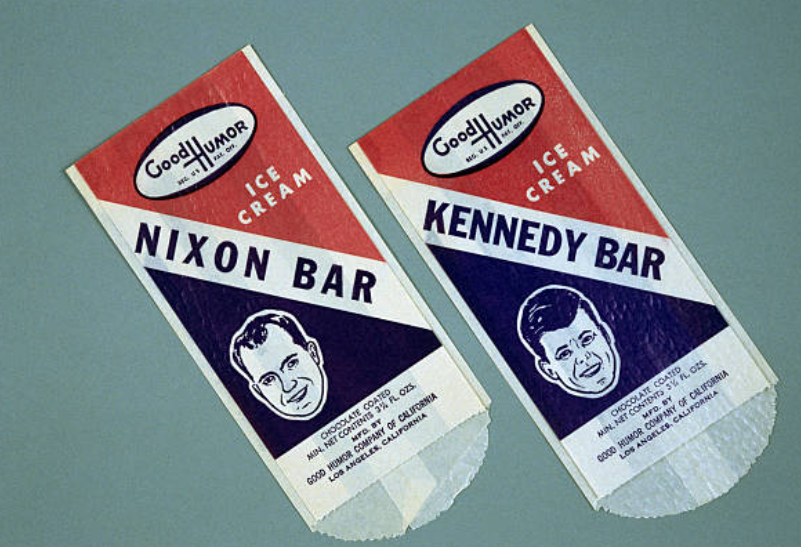 Good Humor
REG. U.S. PAT. OFF.
ICE
CREAM
NIXON BAR
CHOCOLATE COATED
MIN. NET CONTENTS 3½ FL. OZS.
MFD. BY
GOOD HUMOR COMPANY OF CALIFORNIA
LOS ANGELES, CALIFORNIA
Good Humor
REG. U.S. PAT. OFF.
ICE
CREAM
KENNEDY BAR
CHOCOLATE COATED
MIN. NET CONTENTS 3½ FL. OZS.
MFD. BY
GOOD HUMOR COMPANY OF CALIFORNIA
LOS ANGELES, CALIFORNIA